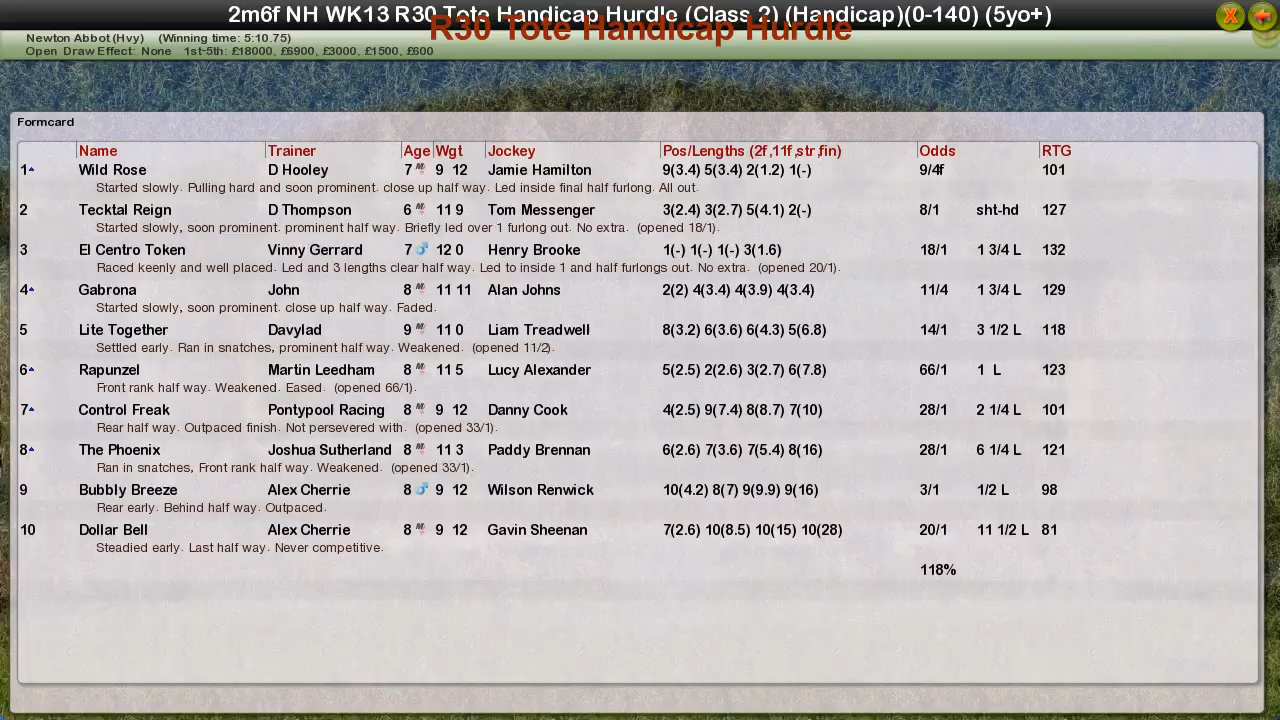 2m6f NH WK13 R30 Tote Handicap Hurdle (Class 2) (Handicap)(0-140) (5yo+)
R30 Tote Handicap Hurdle
Newton Abbot (Hvy) (Winning time: 5:10.75)
Open Draw Effect: None 1st-5th: £18000, £6900, £3000, £1500, £600
Formcard
Name Trainer Age Wgt Jockey Pos/Lengths (2f,11f,str,fin) Odds RTG
1 Wild Rose D Hooley 7 9 12 Jamie Hamilton 9(3.4) 5(3.4) 2(1.2) 1(-) 9/4f 101
Started slowly. Pulling hard and soon prominent. close up half way. Led inside final half furlong. All out.
2 Tecktal Reign D Thompson 6 11 9 Tom Messenger 3(2.4) 3(2.7) 5(4.1) 2(-) 8/1 sht-hd 127
Started slowly, soon prominent. prominent half way. Briefly led over 1 furlong out. No extra. (opened 18/1).
3 El Centro Token Vinny Gerrard 7 12 0 Henry Brooke 1(-) 1(-) 1(-) 3(1.6) 18/1 1 3/4 L 132
Raced keenly and well placed. Led and 3 lengths clear half way. Led to inside 1 and half furlongs out. No extra. (opened 20/1).
4 Gabrona John 8 11 11 Alan Johns 2(2) 4(3.4) 4(3.9) 4(3.4) 11/4 1 3/4 L 129
Started slowly, soon prominent. close up half way. Faded.
5 Lite Together Davylad 9 11 0 Liam Treadwell 8(3.2) 6(3.6) 6(4.3) 5(6.8) 14/1 3 1/2 L 118
Settled early. Ran in snatches, prominent half way. Weakened. (opened 11/2).
6 Rapunzel Martin Leedham 8 11 5 Lucy Alexander 5(2.5) 2(2.6) 3(2.7) 6(7.8) 66/1 1 L 123
Front rank half way. Weakened. Eased. (opened 66/1).
7 Control Freak Pontypool Racing 8 9 12 Danny Cook 4(2.5) 9(7.4) 8(8.7) 7(10) 28/1 2 1/4 L 101
Rear half way. Outpaced finish. Not persevered with. (opened 33/1).
8 The Phoenix Joshua Sutherland 8 11 3 Paddy Brennan 6(2.6) 7(3.6) 7(5.4) 8(16) 28/1 6 1/4 L 121
Ran in snatches, Front rank half way. Weakened. (opened 33/1).
9 Bubbly Breeze Alex Cherrie 8 9 12 Wilson Renwick 10(4.2) 8(7) 9(9.9) 9(16) 3/1 1/2 L 98
Rear early. Behind half way. Outpaced.
10 Dollar Bell Alex Cherrie 8 9 12 Gavin Sheenan 7(2.6) 10(8.5) 10(15) 10(28) 20/1 11 1/2 L 81
Steadied early. Last half way. Never competitive.
118%